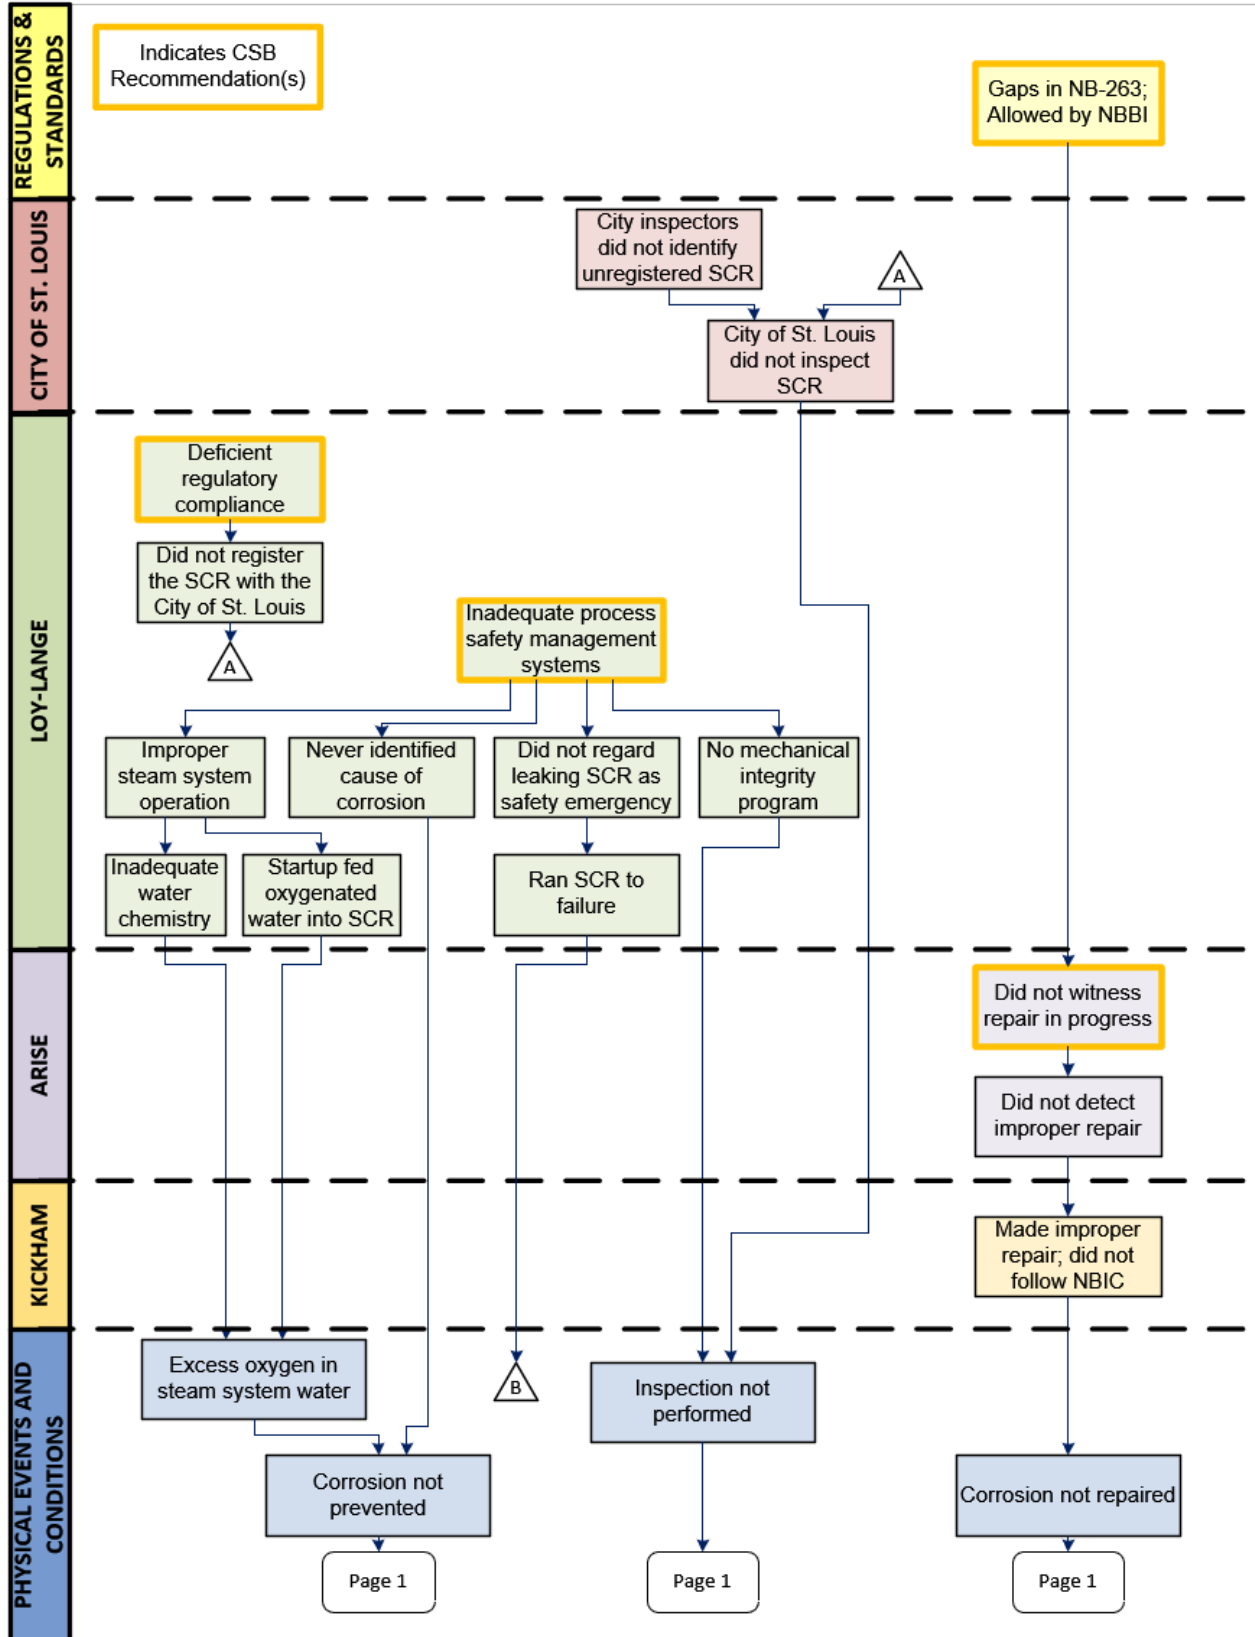 REGULATIONS &
STANDARDS
Indicates CSB
Recommendation(s)
Gaps in NB-263;
Allowed by NBBI
CITY OF ST. LOUIS
City inspectors
did not identify
unregistered SCR
A
City of St. Louis
did not inspect
SCR
LOY-LANGE
Deficient
regulatory
compliance
Did not register
the SCR with the
City of St. Louis
A
Inadequate process
safety management
systems
Improper
steam system
operation
Never identified
cause of
corrosion
Did not regard
leaking SCR as
safety emergency
No mechanical
integrity
program
Inadequate
water
chemistry
Startup fed
oxygenated
water into SCR
Ran SCR to
failure
ARISE
Did not witness
repair in progress
Did not detect
improper repair
KICKHAM
Made improper
repair; did not
follow NBIC
PHYSICAL EVENTS AND
CONDITIONS
Excess oxygen in
steam system water
B
Inspection not
performed
Corrosion not
prevented
Corrosion not repaired
Page 1
Page 1
Page 1